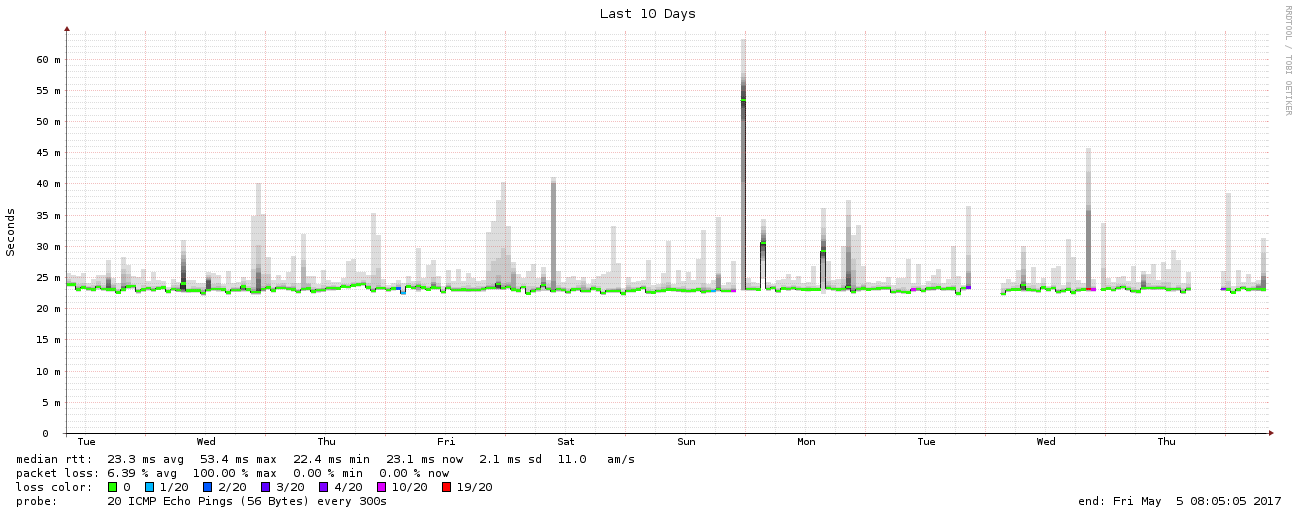 Last 10 Days
RRDTOOL / TOBI OETIKER
Seconds
60 m
55 m
50 m
45 m
40 m
35 m
30 m
25 m
20 m
15 m
10 m
5 m
0
Tue Wed Thu Fri Sat Sun Mon Tue Wed Thu
median rtt: 23.3 ms avg 53.4 ms max 22.4 ms min 23.1 ms now 2.1 ms sd 11.0 am/s
packet loss: 6.39 % avg 100.00 % max 0.00 % min 0.00 % now
loss color: 0 1/20 2/20 3/20 4/20 10/20 19/20
probe: 20 ICMP Echo Pings (56 Bytes) every 300s end: Fri May 5 08:05:05 2017